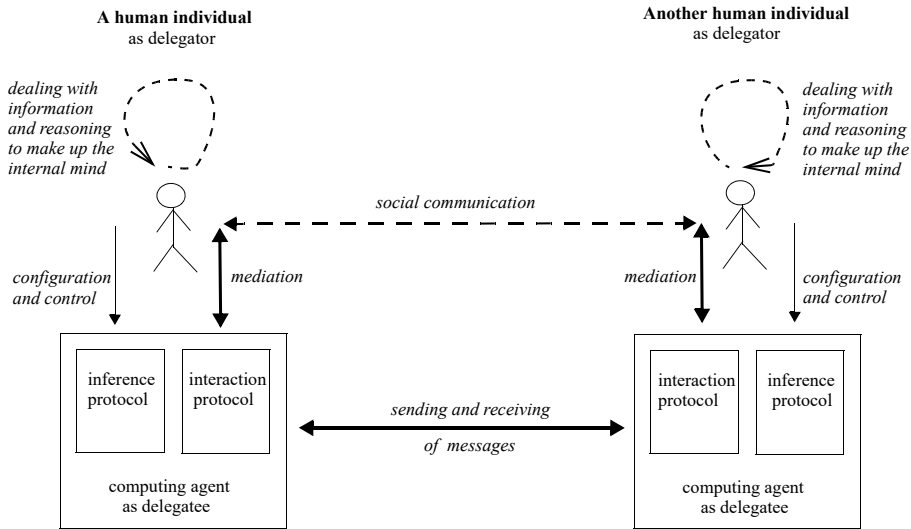 A human individual
as delegator
Another human individual
as delegator
dealing with
information
and reasoning
to make up the
internal mind
dealing with
information
and reasoning
to make up the
internal mind
social communication
configuration
and control
mediation
mediation
configuration
and control
inference
protocol
interaction
protocol
sending and receiving
of messages
interaction
protocol
inference
protocol
computing agent
as delegatee
computing agent
as delegatee